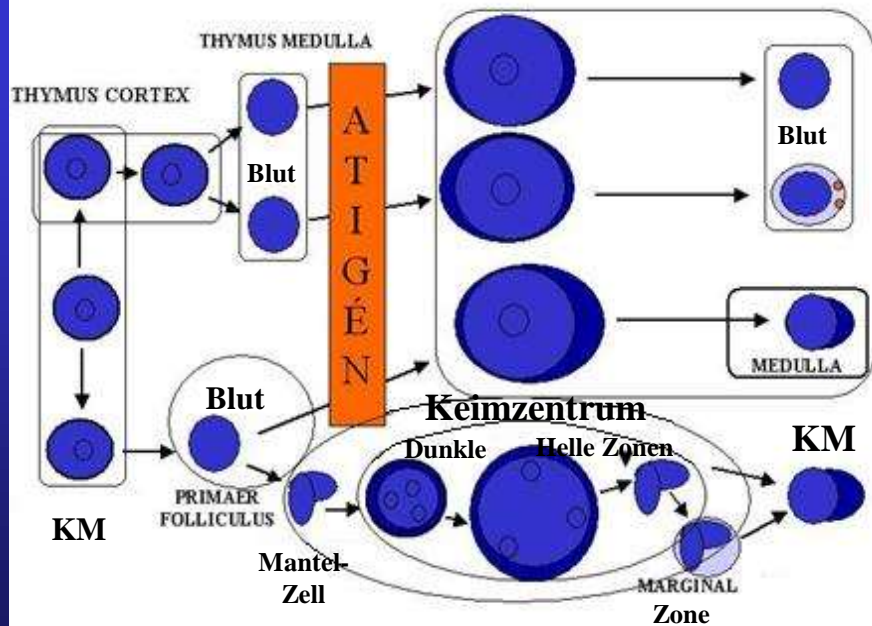 THYMUS MEDULLA
THYMUS CORTEX
Blut
A
T
I
G
É
N
Blut
MEDULLA
Blut
Keimzentrum
Dunkle
Helle Zonen
KM
PRIMAER
FOLLICULUS
KM
Mantel-
Zell
MARGINAL
Zone